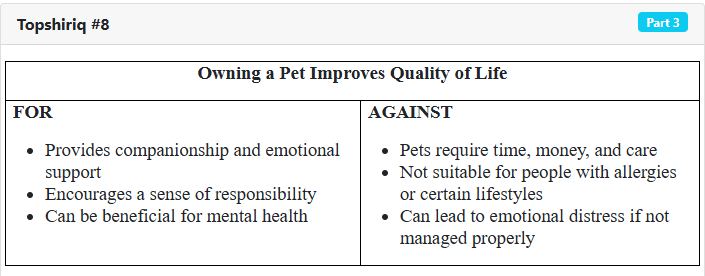 Topshiriq #8
Part 3
Owning a Pet Improves Quality of Life
FOR
Provides companionship and emotional
support
Encourages a sense of responsibility
Can be beneficial for mental health
AGAINST
Pets require time, money, and care
Not suitable for people with allergies
or certain lifestyles
Can lead to emotional distress if not
managed properly